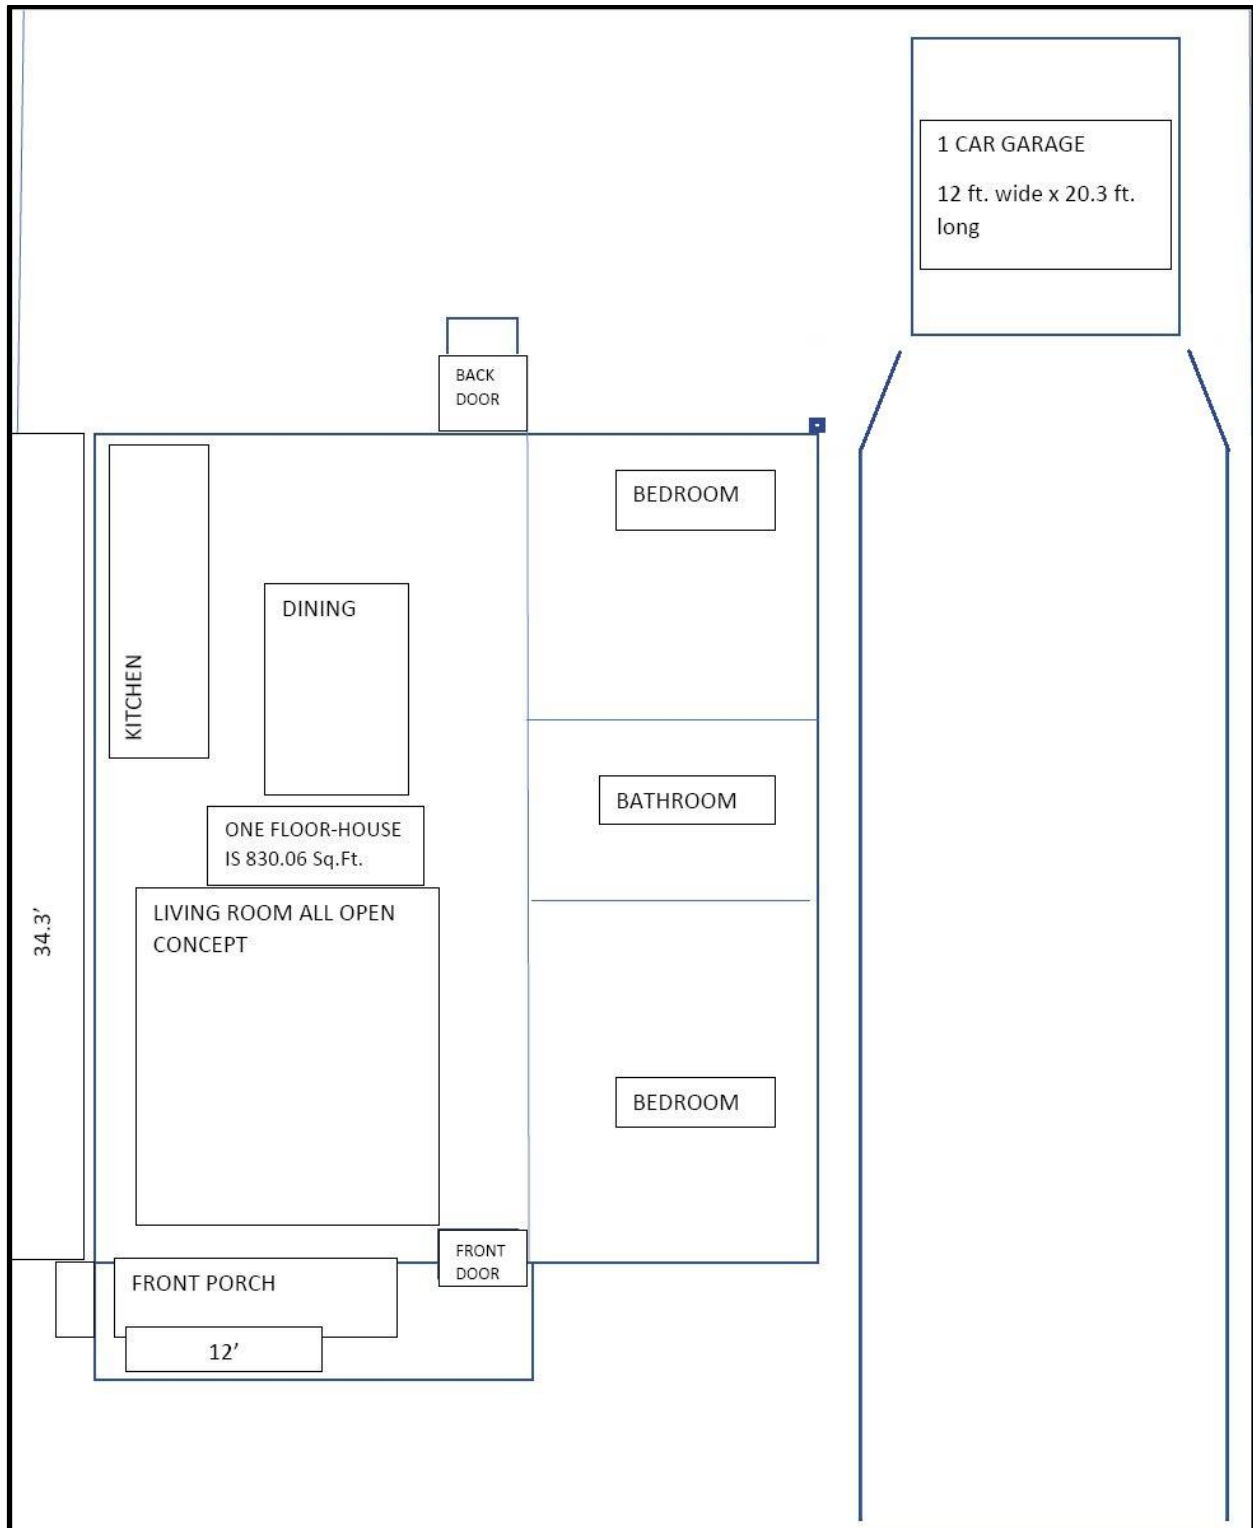 1 CAR GARAGE
12 ft. wide x 20.3 ft.
long
BACK
DOOR
BEDROOM
DINING
KITCHEN
BATHROOM
ONE FLOOR-HOUSE
IS 830.06 Sq.Ft.
LIVING ROOM ALL OPEN
CONCEPT
34.3’
BEDROOM
FRONT
DOOR
FRONT PORCH
12’